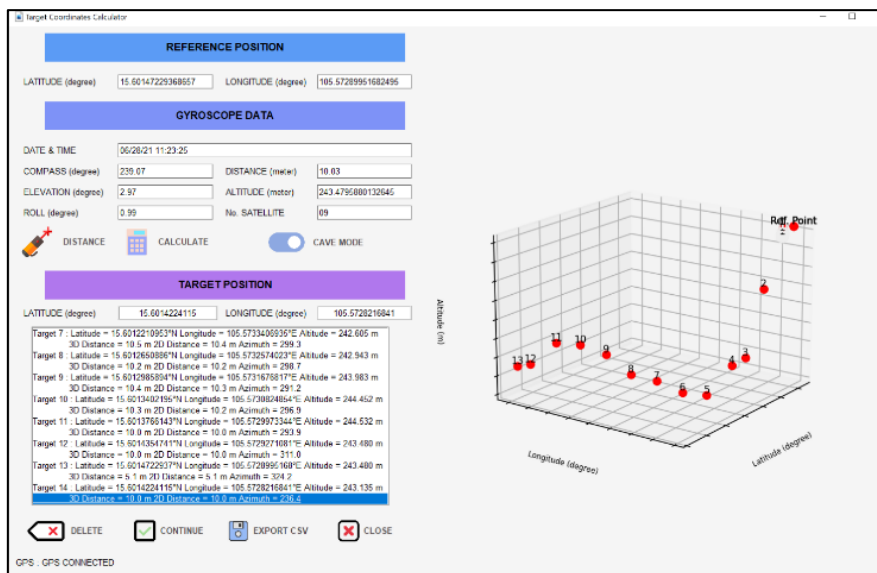 Target Coordinates Calculator
REFERENCE POSITION
LATITUDE (degree) 15.60147229368657 LONGITUDE (degree) 105.57289951682495
GYROSCOPE DATA
DATE & TIME 06/28/21 11:23:25
COMPASS (degree) 239.07 DISTANCE (meter) 10.03
ELEVATION (degree) 2.97 ALTITUDE (meter) 243.4795880132645
ROLL (degree) 0.99 No. SATELLITE 09
DISTANCE CALCULATE CAVE MODE
TARGET POSITION
LATITUDE (degree) 15.6014224115 LONGITUDE (degree) 105.5728216841
Target 7 : Latitude = 15.6012210953°N Longitude = 105.5733406935°E Altitude = 242.605 m
3D Distance = 10.5 m 2D Distance = 10.4 m Azimuth = 299.3
Target 8 : Latitude = 15.6012650886°N Longitude = 105.5732574023°E Altitude = 242.943 m
3D Distance = 10.2 m 2D Distance = 10.2 m Azimuth = 298.7
Target 9 : Latitude = 15.6012985894°N Longitude = 105.5731676817°E Altitude = 243.983 m
3D Distance = 10.4 m 2D Distance = 10.3 m Azimuth = 291.2
Target 10 : Latitude = 15.6013402195°N Longitude = 105.5730824854°E Altitude = 244.452 m
3D Distance = 10.3 m 2D Distance = 10.2 m Azimuth = 296.9
Target 11 : Latitude = 15.6013766143°N Longitude = 105.5729973344°E Altitude = 244.532 m
3D Distance = 10.0 m 2D Distance = 10.0 m Azimuth = 293.9
Target 12 : Latitude = 15.6014354741°N Longitude = 105.5729271081°E Altitude = 243.480 m
3D Distance = 10.0 m 2D Distance = 10.0 m Azimuth = 311.0
Target 13 : Latitude = 15.6014722937°N Longitude = 105.5728995168°E Altitude = 243.480 m
3D Distance = 5.1 m 2D Distance = 5.1 m Azimuth = 324.2
Target 14 : Latitude = 15.6014224115°N Longitude = 105.5728216841°E Altitude = 243.135 m
3D Distance = 10.0 m 2D Distance = 10.0 m Azimuth = 236.4
DELETE CONTINUE EXPORT CSV CLOSE
GPS : GPS CONNECTED
Ref. Point
2
3
4
5
6
7
8
9
10
11
12
13
Altitude (m)
Longitude (degree)
Latitude (degree)